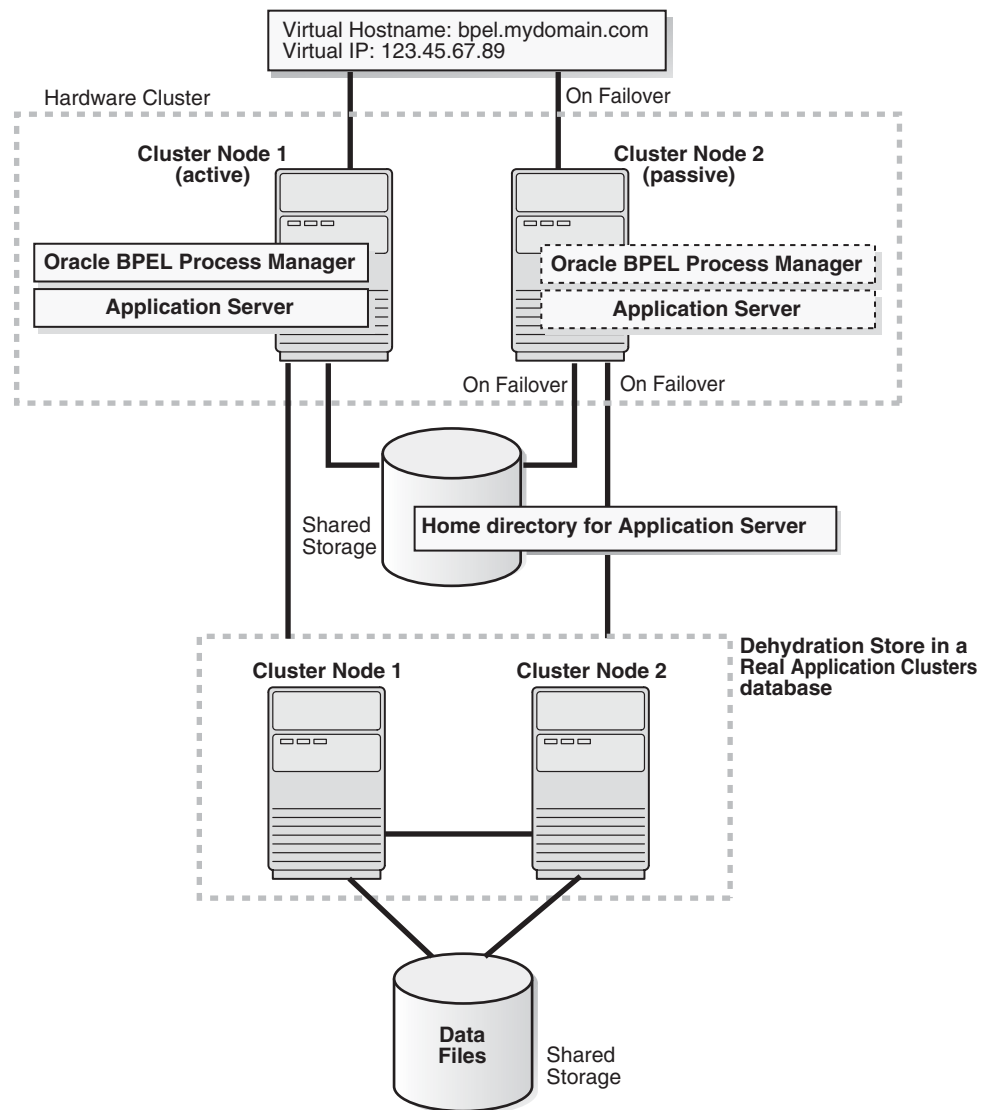 Virtual Hostname: bpel.mydomain.com
Virtual IP: 123.45.67.89
Hardware Cluster
On Failover
Cluster Node 1
(active)
Cluster Node 2
(passive)
Oracle BPEL Process Manager
Application Server
Oracle BPEL Process Manager
Application Server
On Failover
On Failover
Shared
Storage
Home directory for Application Server
Dehydration Store in a
Real Application Clusters
database
Cluster Node 1
Cluster Node 2
Data
Files
Shared
Storage